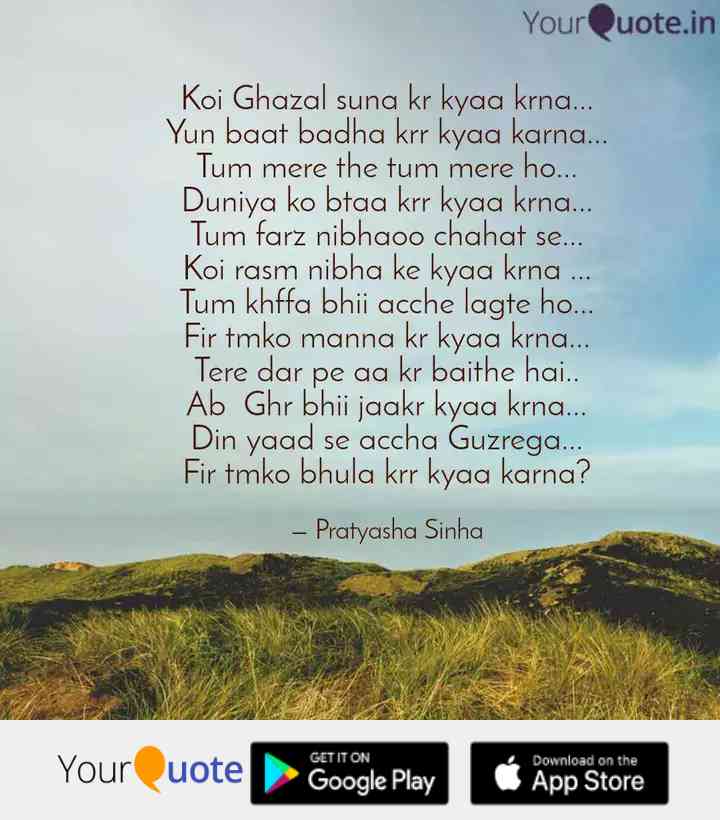 YourQuote.in
Koi Ghazal suna kr kyaa krna...
Yun baat badha krr kyaa karna...
Tum mere the tum mere ho...
Duniya ko btaa krr kyaa krna...
Tum farz nibhaoo chahat se...
Koi rasm nibha ke kyaa krna ...
Tum khffa bhii acche lagte ho...
Fir tmko manna kr kyaa krna...
Tere dar pe aa kr baithe hai..
Ab Ghr bhii jaakr kyaa krna...
Din yaad se accha Guzrega...
Fir tmko bhula krr kyaa karna?
– Pratyasha Sinha
YourQuote
GET IT ON
Google Play
Download on the
App Store